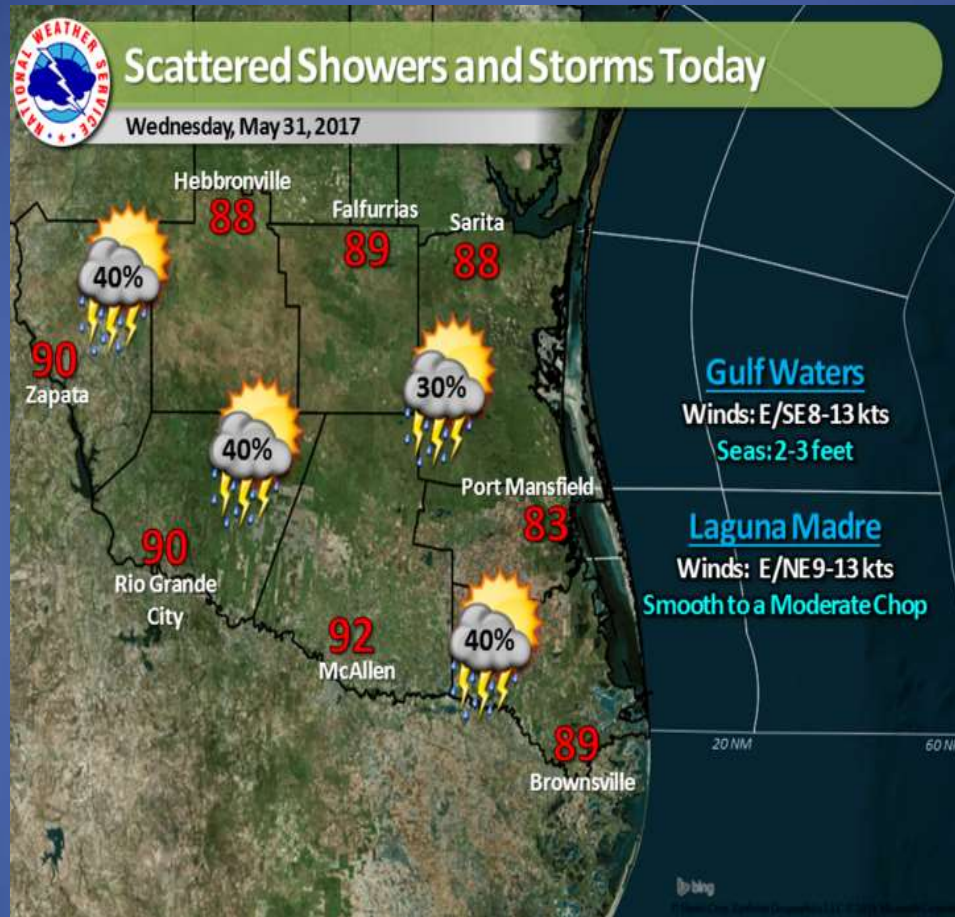 NATIONAL WEATHER SERVICE
Scattered Showers and Storms Today
Wednesday, May 31, 2017
Hebbronville
88
Falfurrias
89
Sarita
88
40%
90
Zapata
30%
40%
Gulf Waters
Winds: E/SE 8-13 kts
Seas: 2-3 feet
Port Mansfield
83
Laguna Madre
Winds: E/NE 9-13 kts
Smooth to a Moderate Chop
90
Rio Grande
City
92
McAllen
40%
89
Brownsville
20 NM
60 NM
bing